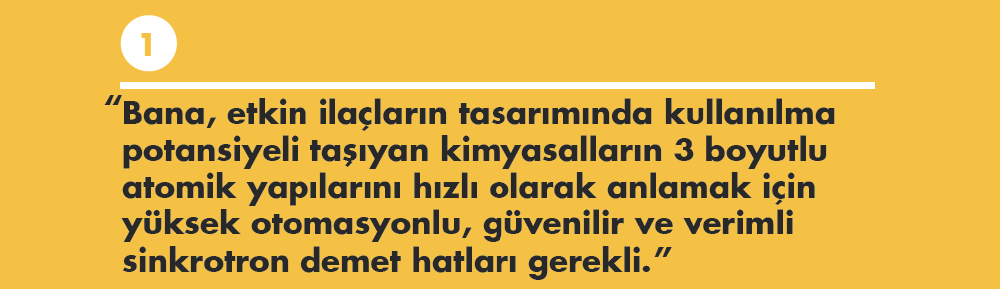 1
“Bana, etkin ilaçların tasarımında kullanılma
potansiyeli taşıyan kimyasalların 3 boyutlu
atomik yapılarını hızlı olarak anlamak için
yüksek otomasyonlu, güvenilir ve verimli
sinkrotron demet hatları gerekli.”